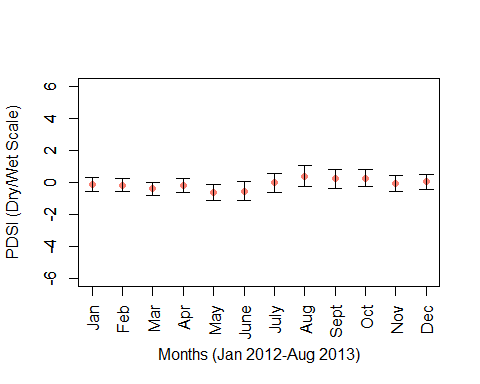 PDSI (Dry/Wet Scale)
6
4
2
0
-2
-4
-6
Jan
Feb
Mar
Apr
May
June
July
Aug
Sept
Oct
Nov
Dec
Months (Jan 2012-Aug 2013)